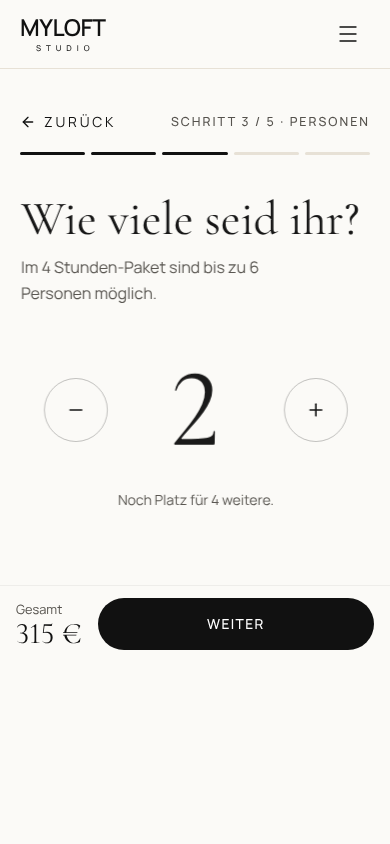 MYLOFT
STUDIO
← ZURÜCK
SCHRITT 3 / 5 · PERSONEN
Wie viele seid ihr?
Im 4 Stunden-Paket sind bis zu 6
Personen möglich.
− 2 +
Noch Platz für 4 weitere.
Gesamt
315 €
WEITER